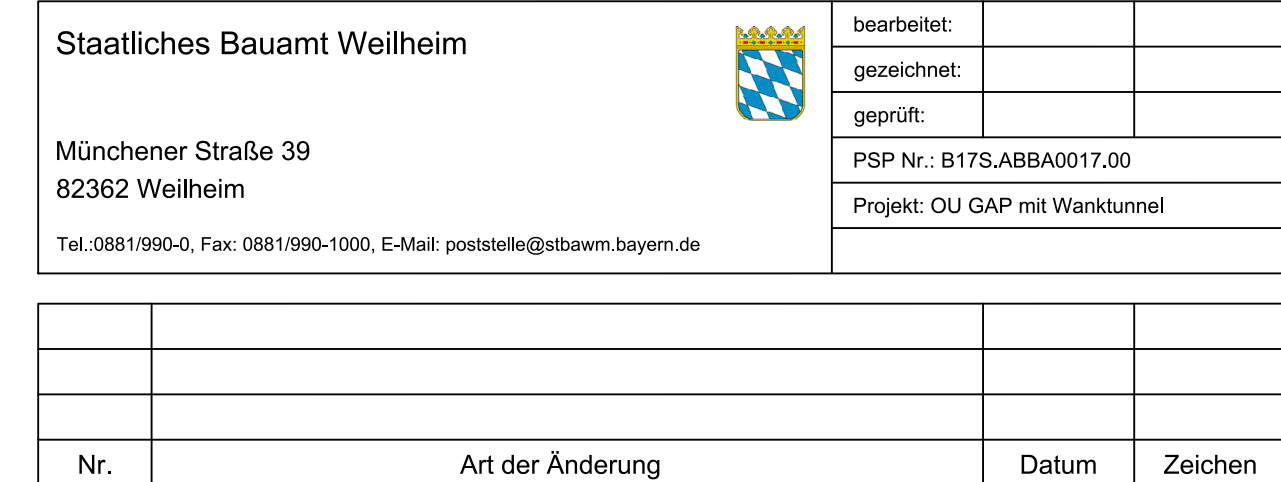 Staatliches Bauamt Weilheim
Münchener Straße 39
82362 Weilheim
Tel.:0881/990-0, Fax: 0881/990-1000, E-Mail: poststelle@stbawm.bayern.de
bearbeitet:
gezeichnet:
geprüft:
PSP Nr.: B17S.ABBA0017.00
Projekt: OU GAP mit Wanktunnel
Nr. Art der Änderung Datum Zeichen